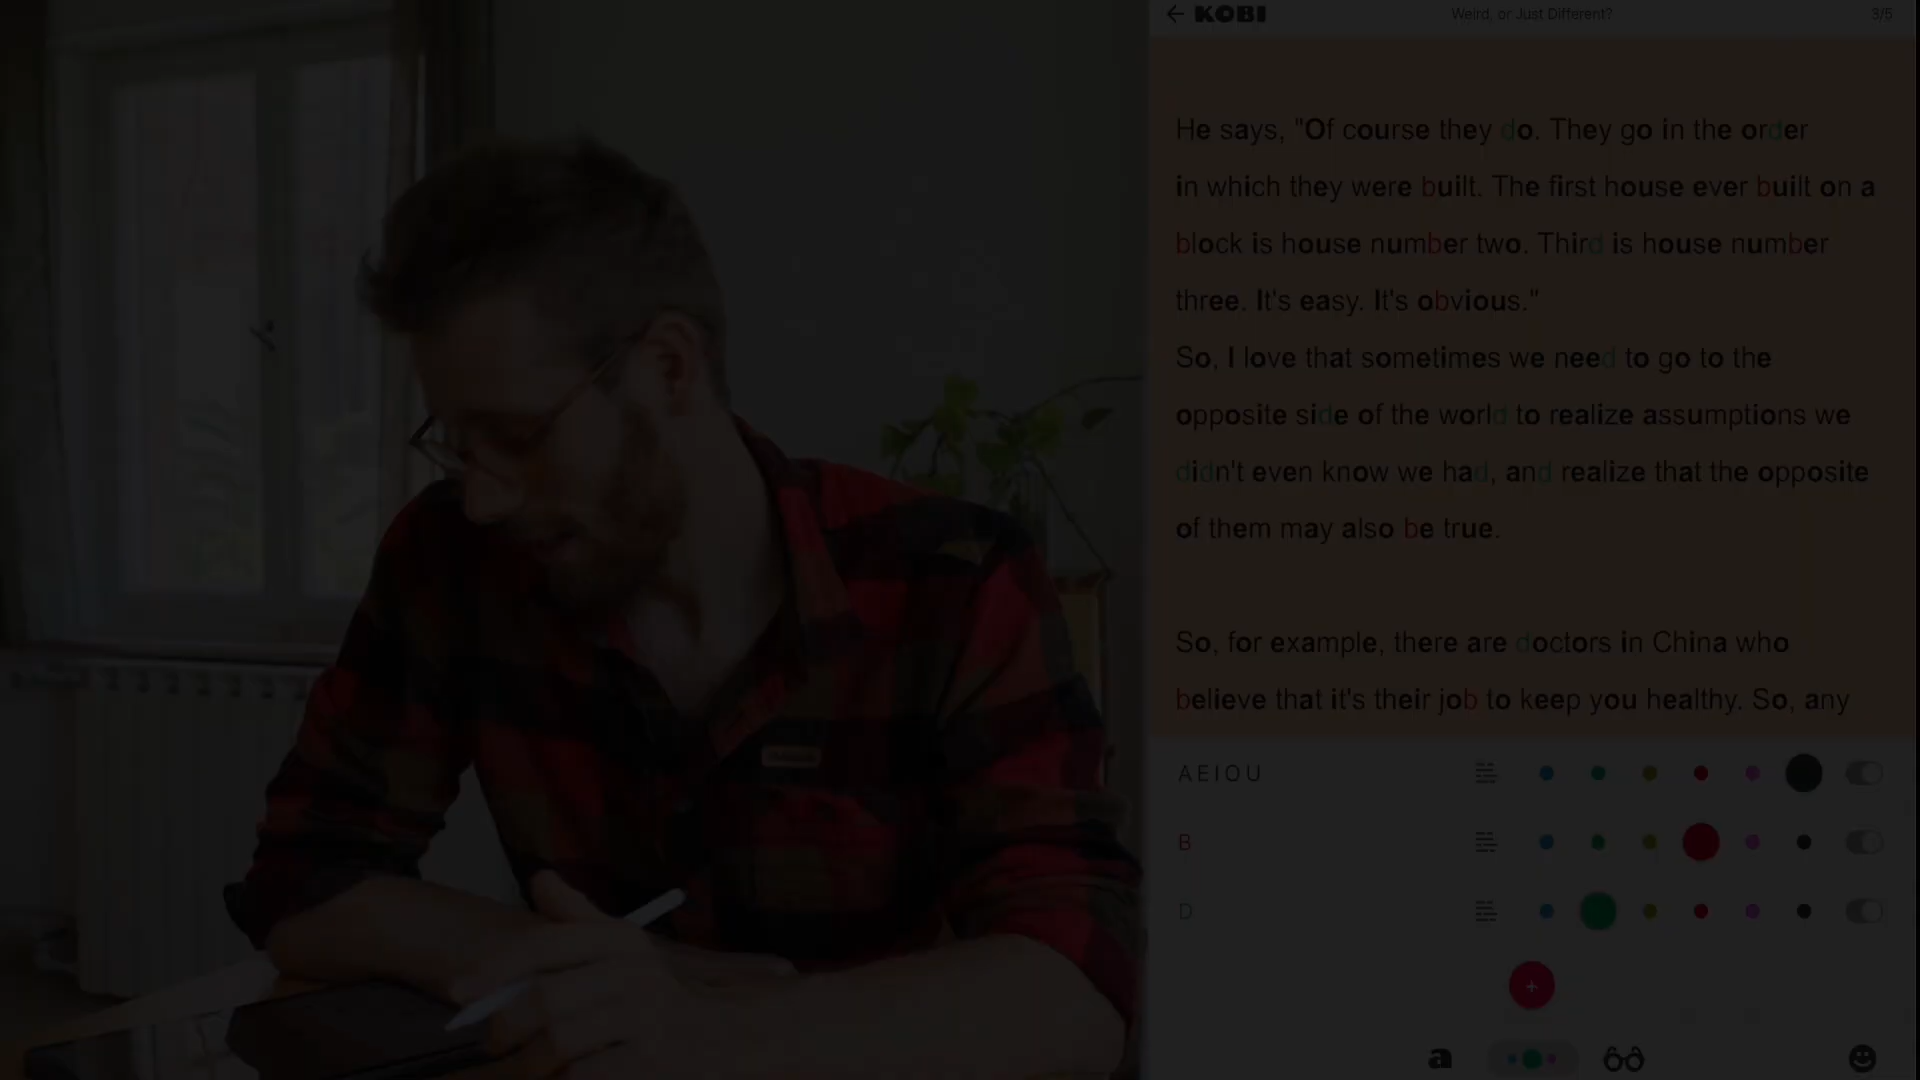 KOBI
Weird, or Just Different?
3/5
He says, "Of course they do. They go in the order
in which they were built. The first house ever built on a
block is house number two. Third is house number
three. It's easy. It's obvious."
So, I love that sometimes we need to go to the
opposite side of the world to realize assumptions we
didn't even know we had, and realize that the opposite
of them may also be true.
So, for example, there are doctors in China who
believe that it's their job to keep you healthy. So, any
A E I O U
B
D
+
a